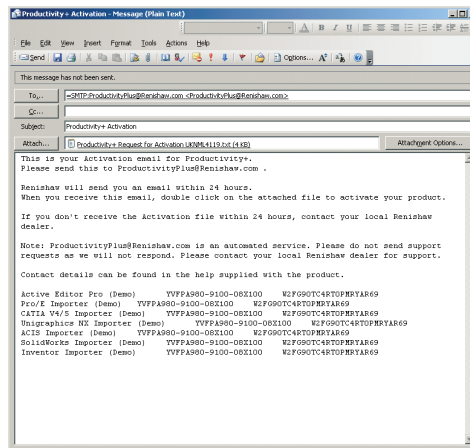 Productivity+ Activation - Message (Plain Text)
File Edit View Insert Format Tools Actions Help
Send Options...
This message has not been sent.
To... =SMTP:ProductivityPlus@Renishaw.com <ProductivityPlus@Renishaw.com>
Cc...
Subject: Productivity+ Activation
Attach... Productivity+ Request for Activation UKNML4119.txt (4 KB) Attachment Options...
This is your Activation email for Productivity+.
Please send this to ProductivityPlus@Renishaw.com .
Renishaw will send you an email within 24 hours.
When you receive this email, double click on the attached file to activate your product.
If you don't receive the Activation file within 24 hours, contact your local Renishaw
dealer.
Note: ProductivityPlus@Renishaw.com is an automated service. Please do not send support
requests as we will not respond. Please contact your local Renishaw dealer for support.
Contact details can be found in the help supplied with the product.
Active Editor Pro (Demo) YVFPA980-9100-08X100 W2FG9OTC4RTOPMRYAR69
Pro/E Importer (Demo) YVFPA980-9100-08X100 W2FG9OTC4RTOPMRYAR69
CATIA V4/5 Importer (Demo) YVFPA980-9100-08X100 W2FG9OTC4RTOPMRYAR69
Unigraphics NX Importer (Demo) YVFPA980-9100-08X100 W2FG9OTC4RTOPMRYAR69
ACIS Importer (Demo) YVFPA980-9100-08X100 W2FG9OTC4RTOPMRYAR69
SolidWorks Importer (Demo) YVFPA980-9100-08X100 W2FG9OTC4RTOPMRYAR69
Inventor Importer (Demo) YVFPA980-9100-08X100 W2FG9OTC4RTOPMRYAR69